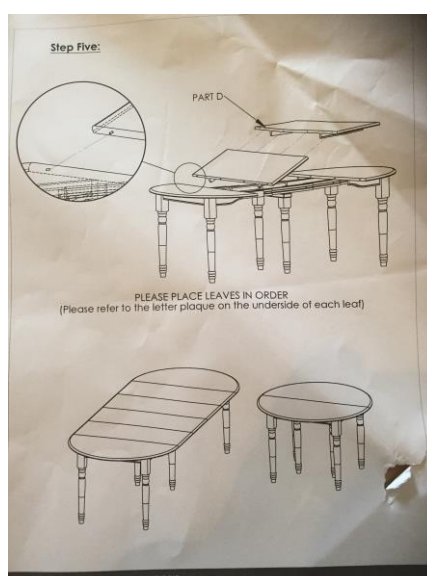 Step Five:
PART D
PLEASE PLACE LEAVES IN ORDER
(Please refer to the letter plaque on the underside of each leaf)